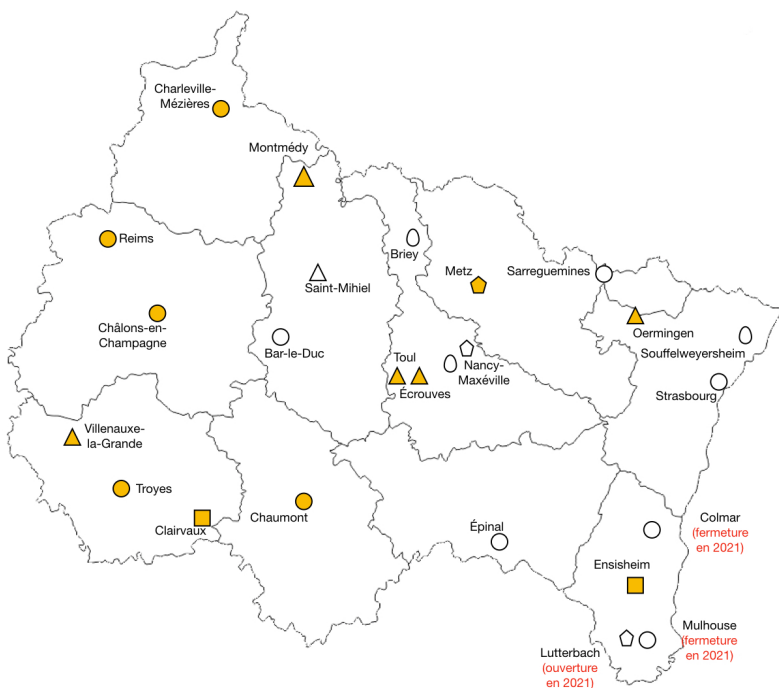 Charleville-
Mézières
Montmédy
Reims
Briey
Metz
Sarreguemines
Saint-Mihiel
Châlons-en-
Champagne
Oermingen
Souffelweyersheim
Bar-le-Duc
Toul
Nancy-
Maxéville
Écrouves
Strasbourg
Villenauxe-
la-Grande
Troyes
Chaumont
Clairvaux
Épinal
Colmar
(fermeture
en 2021)
Ensisheim
Mulhouse
(fermeture
en 2021)
Lutterbach
(ouverture
en 2021)